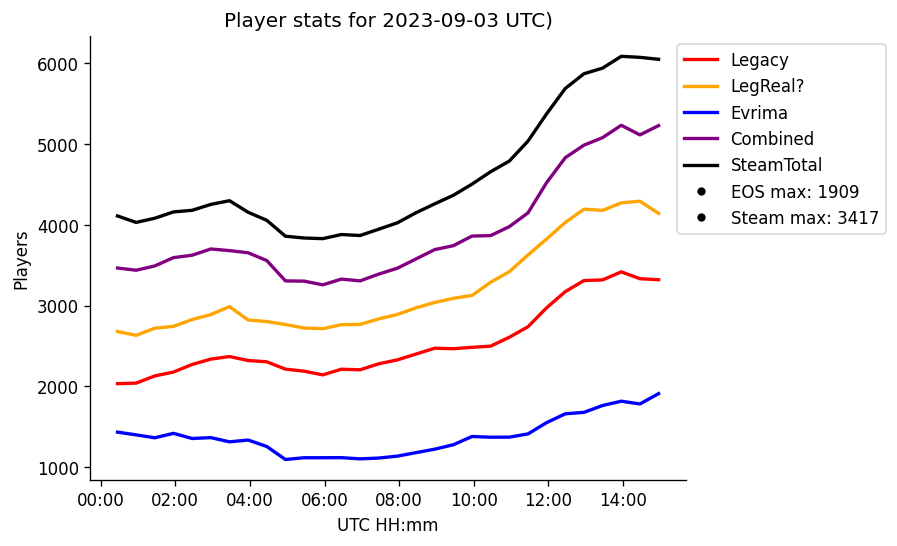 Player stats for 2023-09-03 UTC)
Players
6000
5000
4000
3000
2000
1000
00:00 02:00 04:00 06:00 08:00 10:00 12:00 14:00
UTC HH:mm
Legacy
LegReal?
Evrima
Combined
SteamTotal
EOS max: 1909
Steam max: 3417